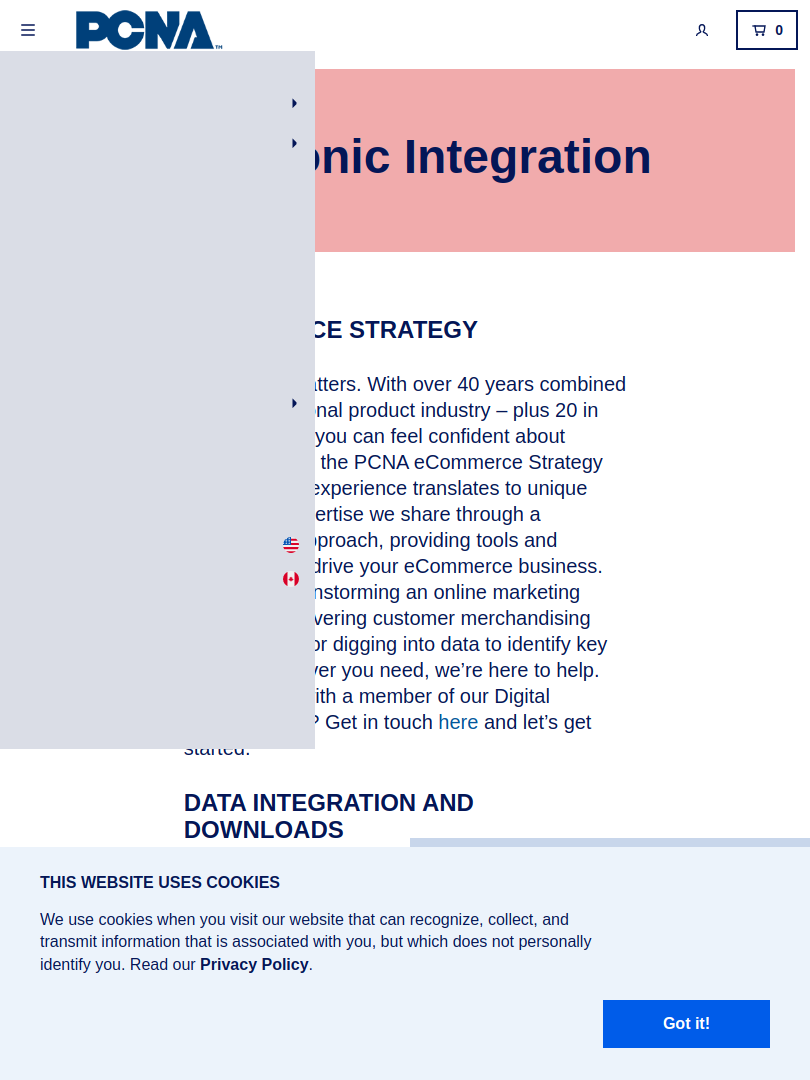 PCNA™
0
onic Integration
CE STRATEGY
atters. With over 40 years combined
onal product industry – plus 20 in
you can feel confident about
the PCNA eCommerce Strategy
experience translates to unique
ertise we share through a
pproach, providing tools and
drive your eCommerce business.
nstorming an online marketing
vering customer merchandising
or digging into data to identify key
ver you need, we’re here to help.
ith a member of our Digital
? Get in touch here and let’s get
started.
DATA INTEGRATION AND
DOWNLOADS
THIS WEBSITE USES COOKIES
We use cookies when you visit our website that can recognize, collect, and
transmit information that is associated with you, but which does not personally
identify you. Read our Privacy Policy.
Got it!